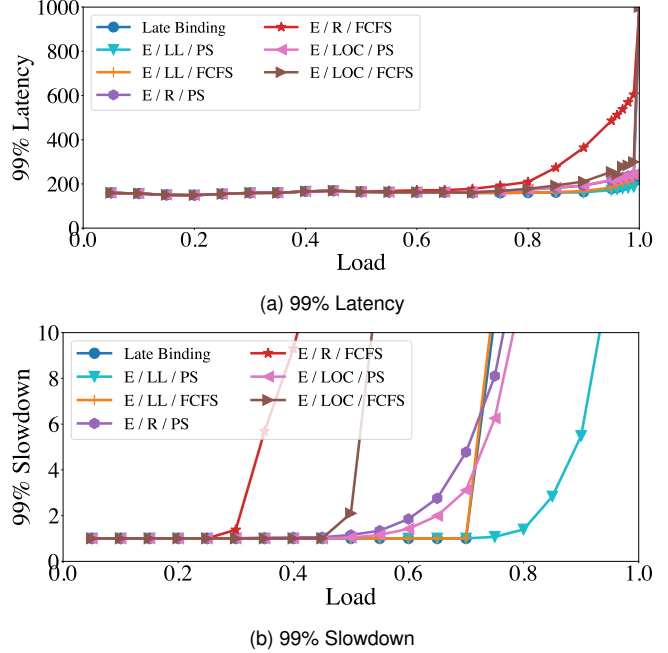 1000
800
600
400
200
0
99% Latency
Late Binding
E / LL / PS
E / LL / FCFS
E / R / PS
E / R / FCFS
E / LOC / PS
E / LOC / FCFS
0.0 0.2 0.4 0.6 0.8 1.0
Load
(a) 99% Latency
10
8
6
4
2
0
99% Slowdown
Late Binding
E / LL / PS
E / LL / FCFS
E / R / PS
E / R / FCFS
E / LOC / PS
E / LOC / FCFS
0.0 0.2 0.4 0.6 0.8 1.0
Load
(b) 99% Slowdown